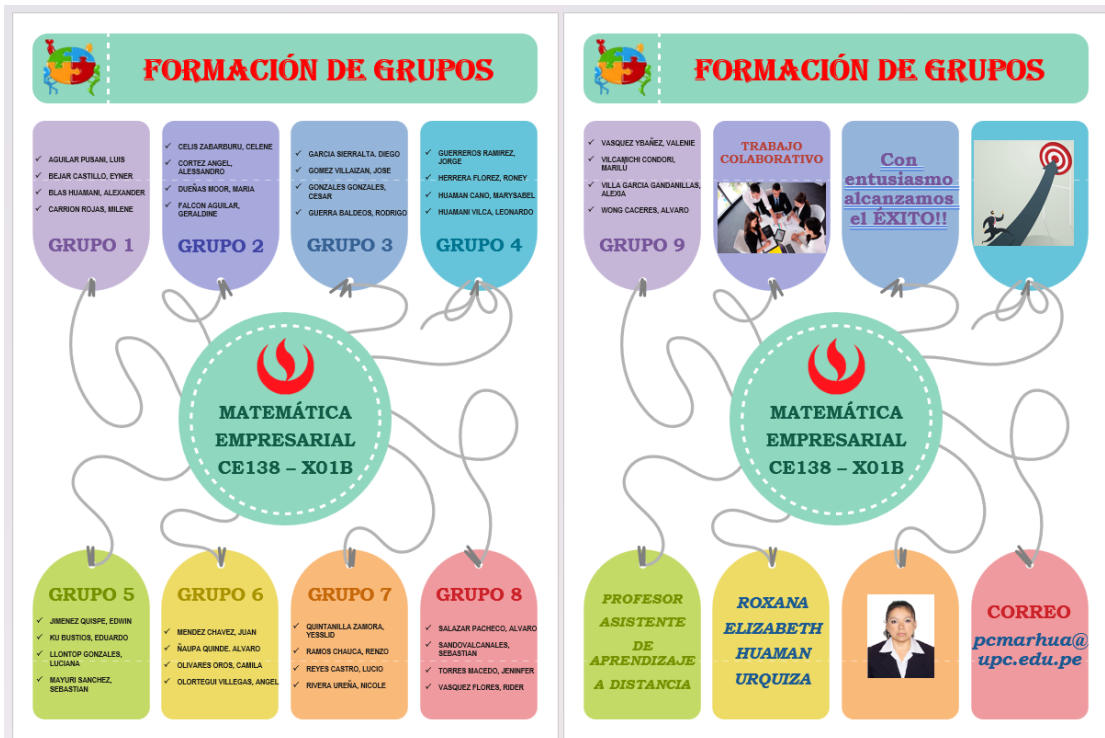 FORMACIÓN DE GRUPOS
✓ AGUILAR PUSANI, LUIS
✓ BEJAR CASTILLO, EYNER
✓ BLAS HUAMANI, ALEXANDER
✓ CARRION ROJAS, MILENE
GRUPO 1
✓ CELIS ZABARBURU, CELENE
✓ CORTEZ ANGEL,
ALESSANDRO
✓ DUEÑAS MOOR, MARIA
✓ FALCON AGUILAR,
GERALDINE
GRUPO 2
✓ GARCIA SIERRALTA. DIEGO
✓ GOMEZ VILLAIZAN, JOSE
✓ GONZALES GONZALES,
CESAR
✓ GUERRA BALDEOS, RODRIGO
GRUPO 3
✓ GUERREROS RAMIREZ,
JORGE
✓ HERRERA FLOREZ, RONEY
✓ HUAMAN CANO, MARYSABEL
✓ HUAMANI VILCA, LEONARDO
GRUPO 4
MATEMÁTICA
EMPRESARIAL
CE138 – X01B
GRUPO 5
✓ JIMENEZ QUISPE, EDWIN
✓ KU BUSTIOS, EDUARDO
✓ LLONTOP GONZALES,
LUCIANA
✓ MAYURI SANCHEZ,
SEBASTIAN
GRUPO 6
✓ MENDEZ CHAVEZ, JUAN
✓ ÑAUPA QUINDE. ALVARO
✓ OLIVARES OROS, CAMILA
✓ OLORTEGUI VILLEGAS, ANGEL
GRUPO 7
✓ QUINTANILLA ZAMORA,
YESSLID
✓ RAMOS CHAUCA, RENZO
✓ REYES CASTRO, LUCIO
✓ RIVERA UREÑA, NICOLE
GRUPO 8
✓ SALAZAR PACHECO, ALVARO
✓ SANDOVALCANALES,
SEBASTIAN
✓ TORRES MACEDO, JENINFER
✓ VASQUEZ FLORES, RIDER
FORMACIÓN DE GRUPOS
✓ VASQUEZ YBAÑEZ, VALENIE
✓ VILCAMICHI CONDORI,
MARILU
✓ VILLA GARCIA GANDANILLAS,
ALEXIA
✓ WONG CACERES, ALVARO
GRUPO 9
TRABAJO
COLABORATIVO
Con
entusiasmo
alcanzamos
el ÉXITO!!
MATEMÁTICA
EMPRESARIAL
CE138 – X01B
PROFESOR
ASISTENTE
DE
APRENDIZAJE
A DISTANCIA
ROXANA
ELIZABETH
HUAMAN
URQUIZA
CORREO
pcmarhua@
upc.edu.pe